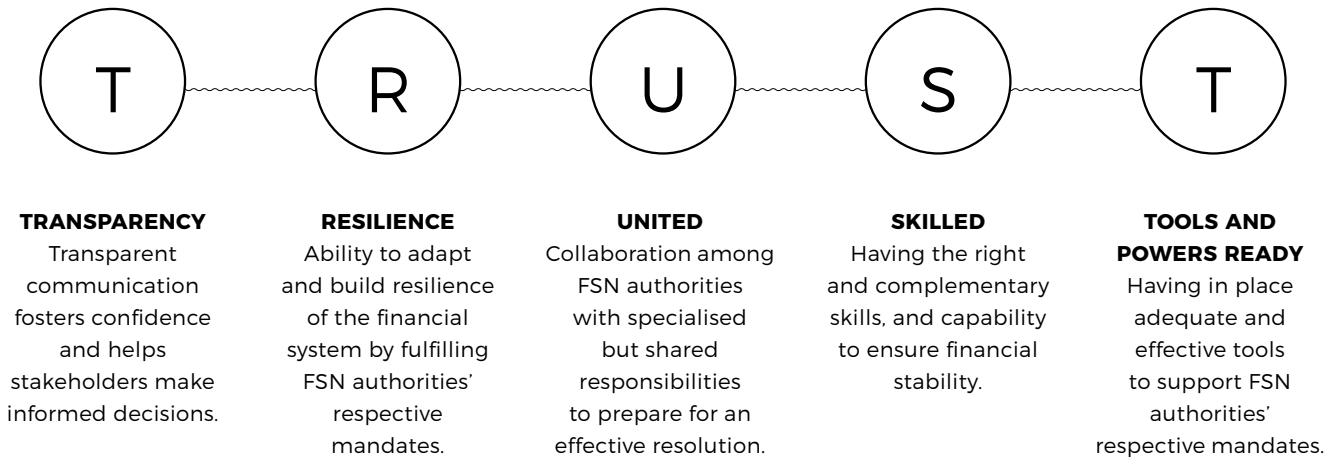 T
R
U
S
T
TRANSPARENCY
Transparent
communication
fosters confidence
and helps
stakeholders make
informed decisions.
RESILIENCE
Ability to adapt
and build resilience
of the financial
system by fulfilling
FSN authorities’
respective
mandates.
UNITED
Collaboration among
FSN authorities
with specialised
but shared
responsibilities
to prepare for an
effective resolution.
SKILLED
Having the right
and complementary
skills, and capability
to ensure financial
stability.
TOOLS AND
POWERS READY
Having in place
adequate and
effective tools
to support FSN
authorities’
respective mandates.